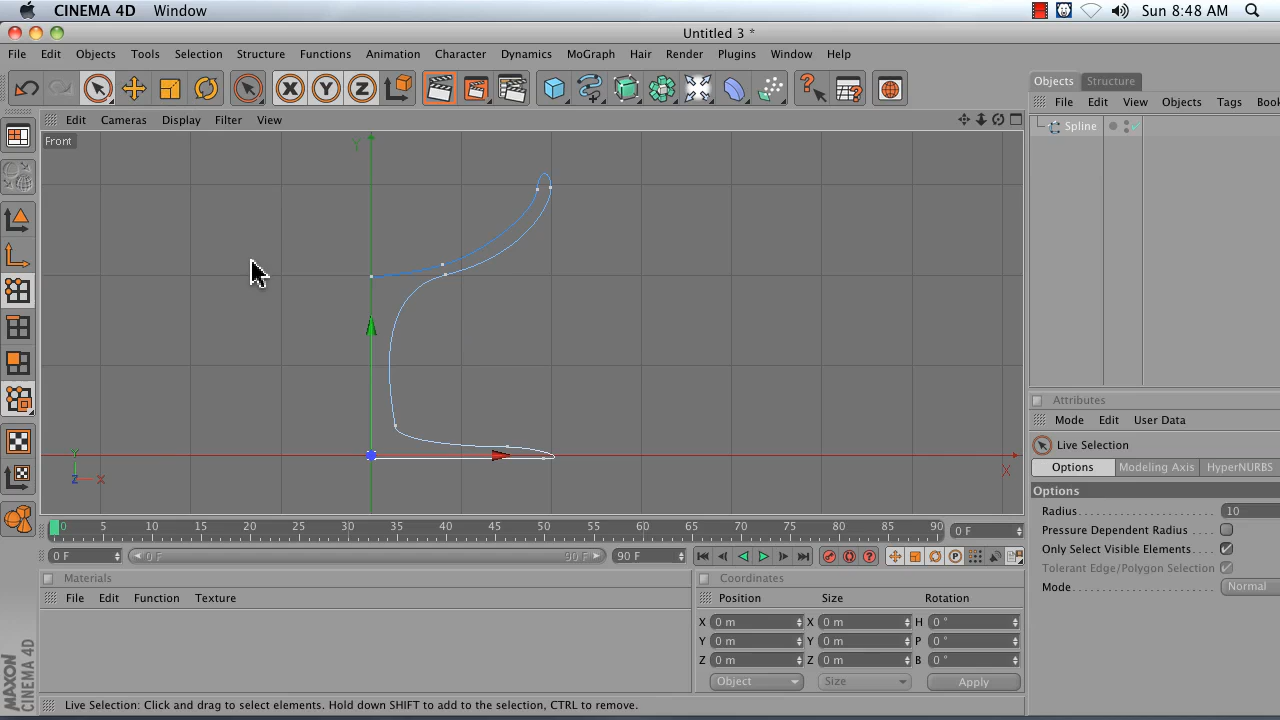 CINEMA 4D Window Sun 8:48 AM
Untitled 3 *
File Edit Objects Tools Selection Structure Functions Animation Character Dynamics MoGraph Hair Render Plugins Window Help
X Y Z ?
Objects Structure
File Edit View Objects Tags Book
Spline
Edit Cameras Display Filter View
Front
Y
X
Y
Z X
Attributes
Mode Edit User Data
Live Selection
Options Modeling Axis HyperNURBS
Options
Radius 10
Pressure Dependent Radius
Only Select Visible Elements
Tolerant Edge/Polygon Selection
Mode Normal
0 5 10 15 20 25 30 35 40 45 50 55 60 65 70 75 80 85 90 0 F
0 F 0 F 90 F 90 F ? P
Materials
File Edit Function Texture
Coordinates
Position Size Rotation
X 0 m X 0 m H 0 °
Y 0 m Y 0 m P 0 °
Z 0 m Z 0 m B 0 °
Object Size Apply
MAXON
CINEMA 4D
Live Selection: Click and drag to select elements. Hold down SHIFT to add to the selection, CTRL to remove.